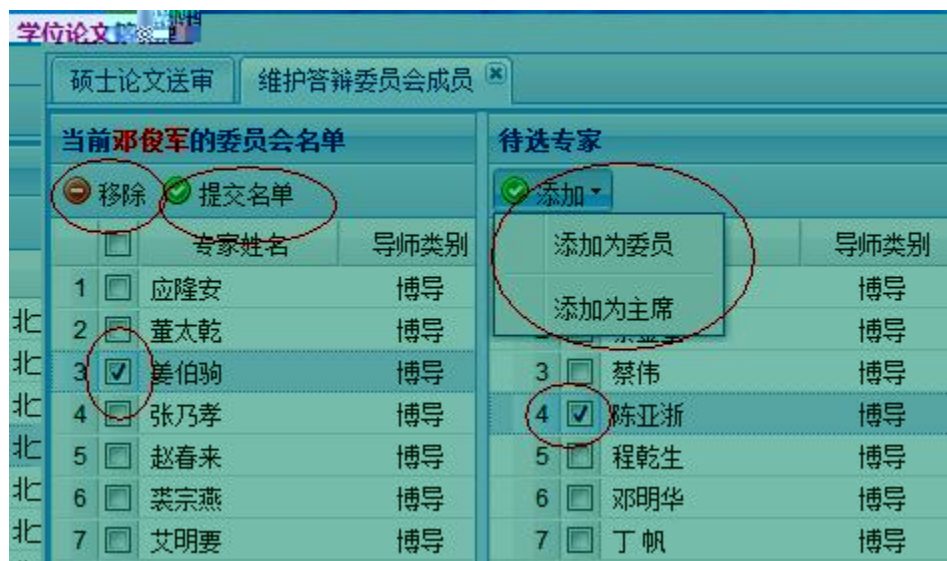 学位论文
硕士论文送审 维护答辩委员会成员
当前邓俊军的委员会名单 待选专家
移除 提交名单 添加
专家姓名 导师类别 添加为委员 导师类别
1 应隆安 博导 添加为主席 博导
北 2 董太乾 博导 博导
北 3 姜伯驹 博导 3 蔡伟 博导
北 4 张乃孝 博导 4 陈亚浙 博导
北 5 赵春来 博导 5 程乾生 博导
北 6 裘宗燕 博导 6 邓明华 博导
北 7 艾明要 博导 7 丁帆 博导